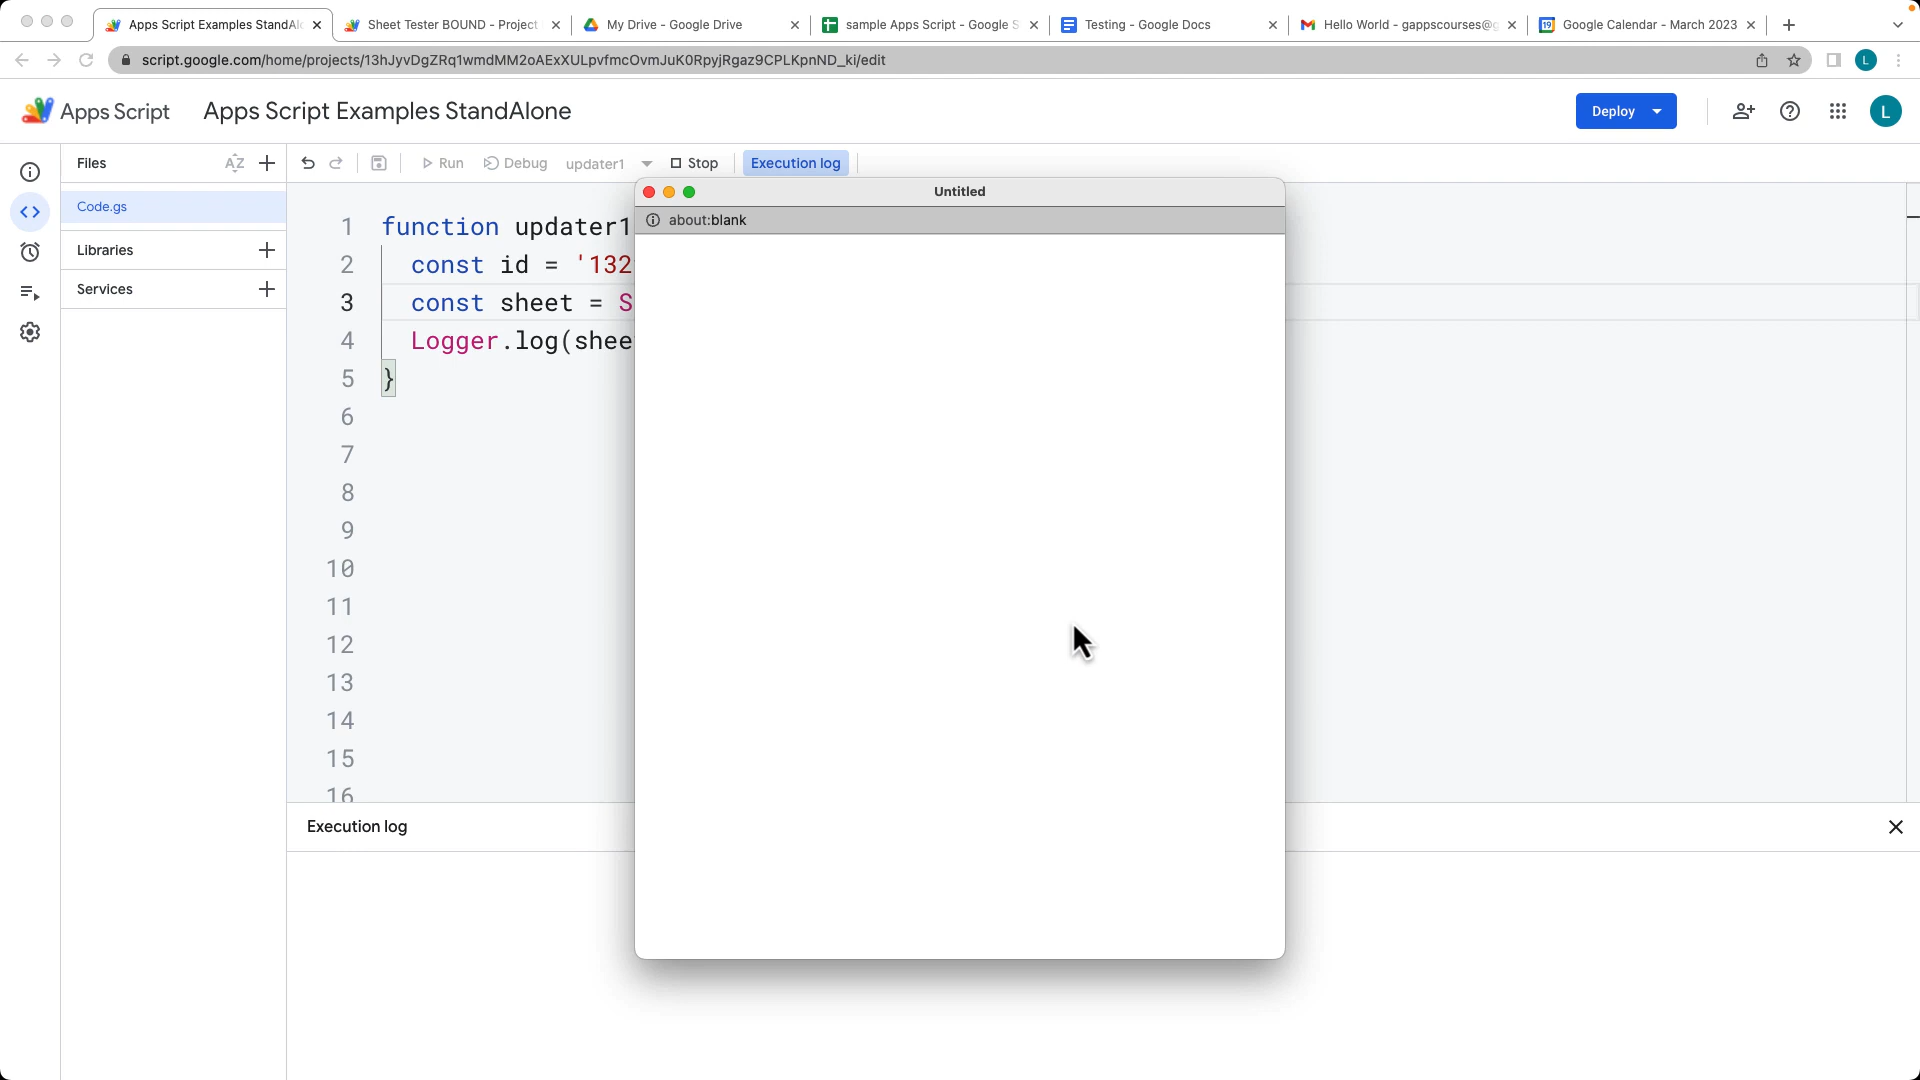 Apps Script Examples StandAl
Sheet Tester BOUND - Project
My Drive - Google Drive
sample Apps Script - Google S
Testing - Google Docs
Hello World - gappscourses@g
19
Google Calendar - March 2023
script.google.com/home/projects/13hJyvDgZRq1wmdMM2oAExXULpvfmcOvmJuK0RpyjRgaz9CPLKpnND_ki/edit
L
Apps Script
Apps Script Examples StandAlone
Deploy
L
Files
AZ
Run
Debug
updater1
Stop
Execution log
Code.gs
Libraries
Services
Untitled
about:blank
1 function updater1
2 const id = '132
3 const sheet = S
4 Logger.log(shee
5 }
6
7
8
9
10
11
12
13
14
15
16
Execution log